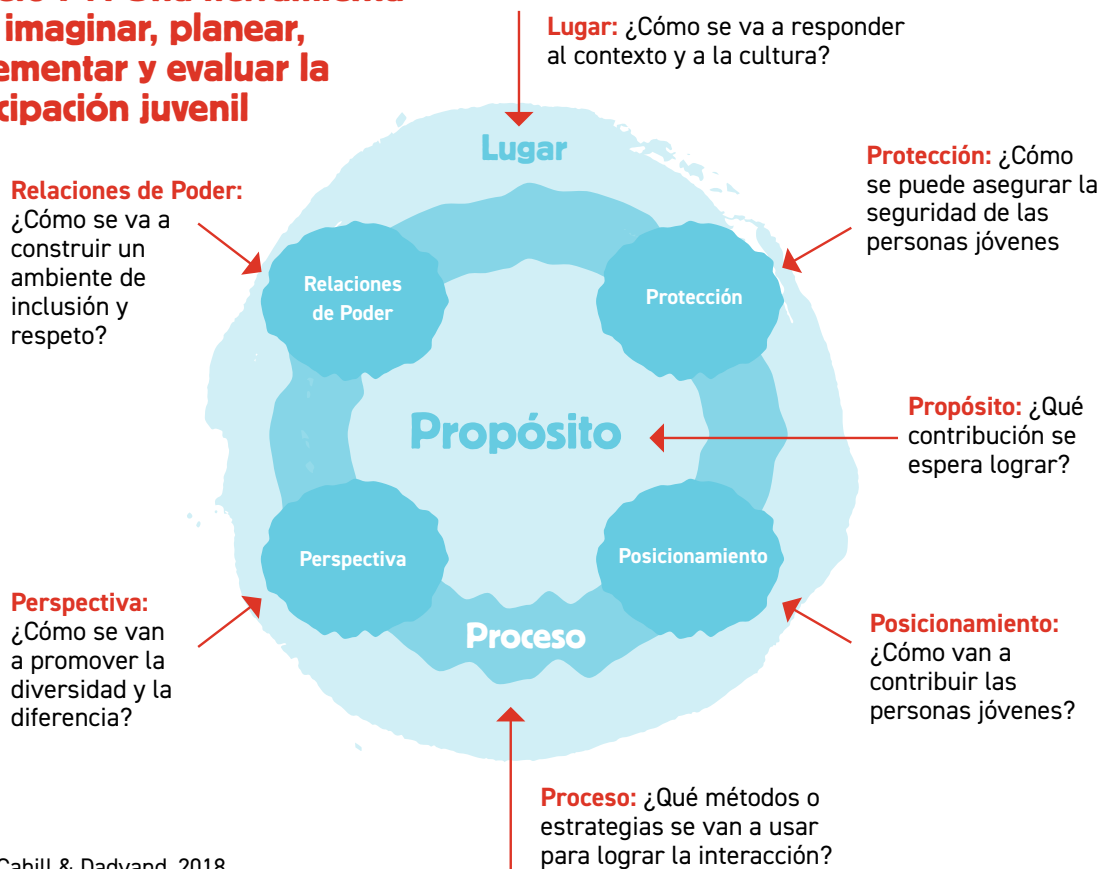 imaginar, planear,
evaluar la
juvenil
Lugar: ¿Cómo se va a responder
al contexto y a la cultura?
Lugar
Protección: ¿Cómo
se puede asegurar la
seguridad de las
personas jóvenes
Relaciones de Poder:
¿Cómo se va a
construir un
ambiente de
inclusión y
respeto?
Relaciones
de Poder
Protección
Propósito
Propósito: ¿Qué
contribución se
espera lograr?
Perspectiva
Posicionamiento
Perspectiva:
¿Cómo se van
a promover la
diversidad y la
diferencia?
Proceso
Posicionamiento:
¿Cómo van a
contribuir las
personas jóvenes?
Proceso: ¿Qué métodos o
estrategias se van a usar
para lograr la interacción?
Cahill & Dadvand, 2018